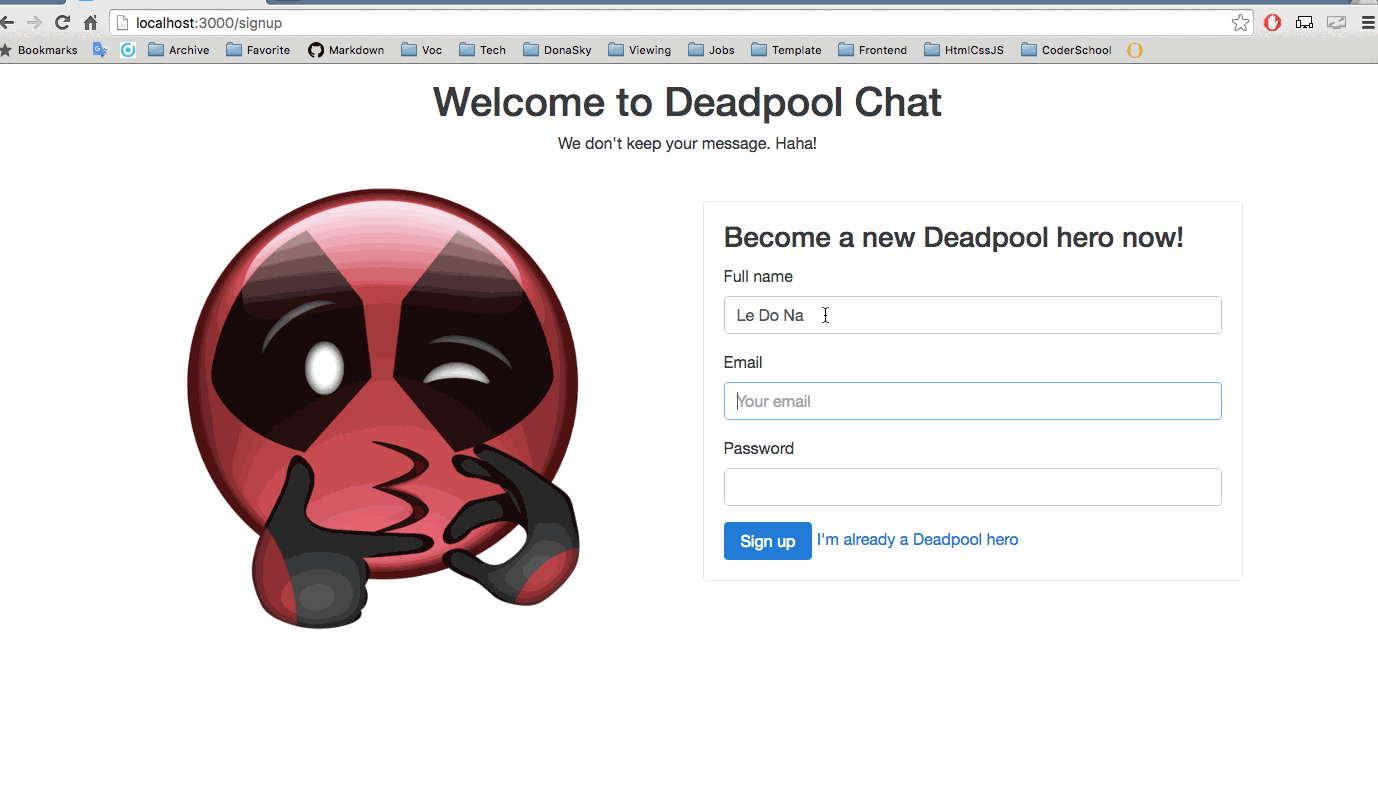 localhost:3000/signup
Bookmarks Archive Favorite Markdown Voc Tech DonaSky Viewing Jobs Template Frontend HtmlCssJS CoderSchool
Welcome to Deadpool Chat
We don't keep your message. Haha!
Become a new Deadpool hero now!
Full name
Le Do Na
Email
Your email
Password
Sign up I'm already a Deadpool hero